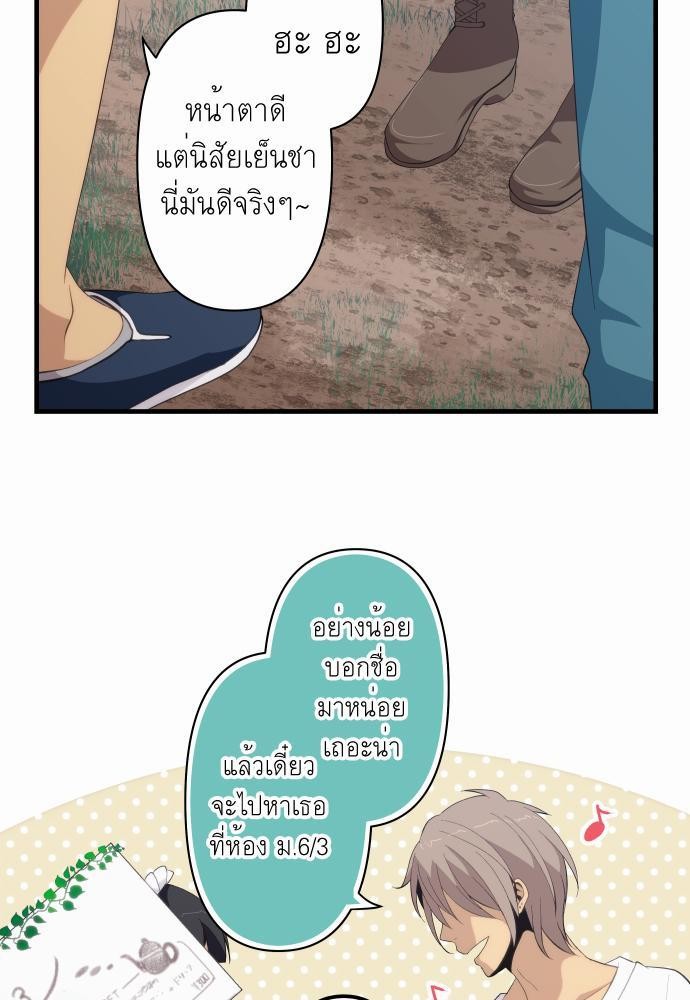 ฮะ ฮะ
หน้าตาดี
แต่นิสัยเย็นชา
นี่มันดีจริงๆ~
อย่างน้อย
บอกชื่อ
มาหน่อย
เถอะน่า
แล้วเดี๋ยว
จะไปหาเธอ
ที่ห้อง ม.6/3